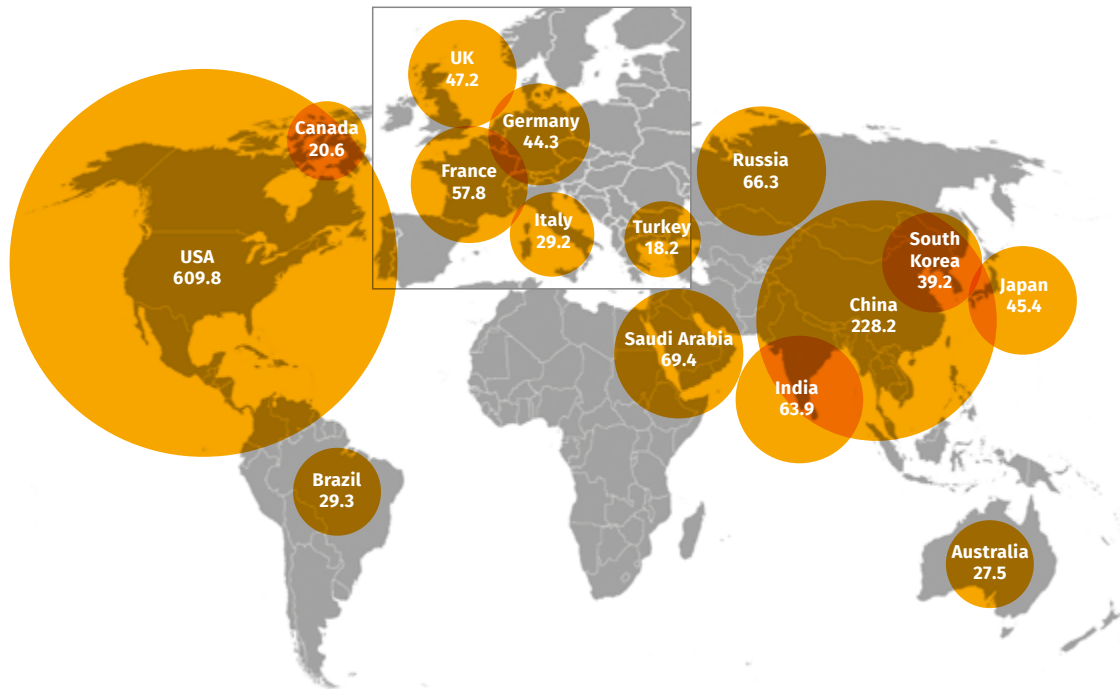 UK
47.2
Canada
20.6
Germany
44.3
France
57.8
Russia
66.3
Italy
29.2
Turkey
18.2
USA
609.8
South
Korea
39.2
Japan
45.4
China
228.2
Saudi Arabia
69.4
India
63.9
Brazil
29.3
Australia
27.5